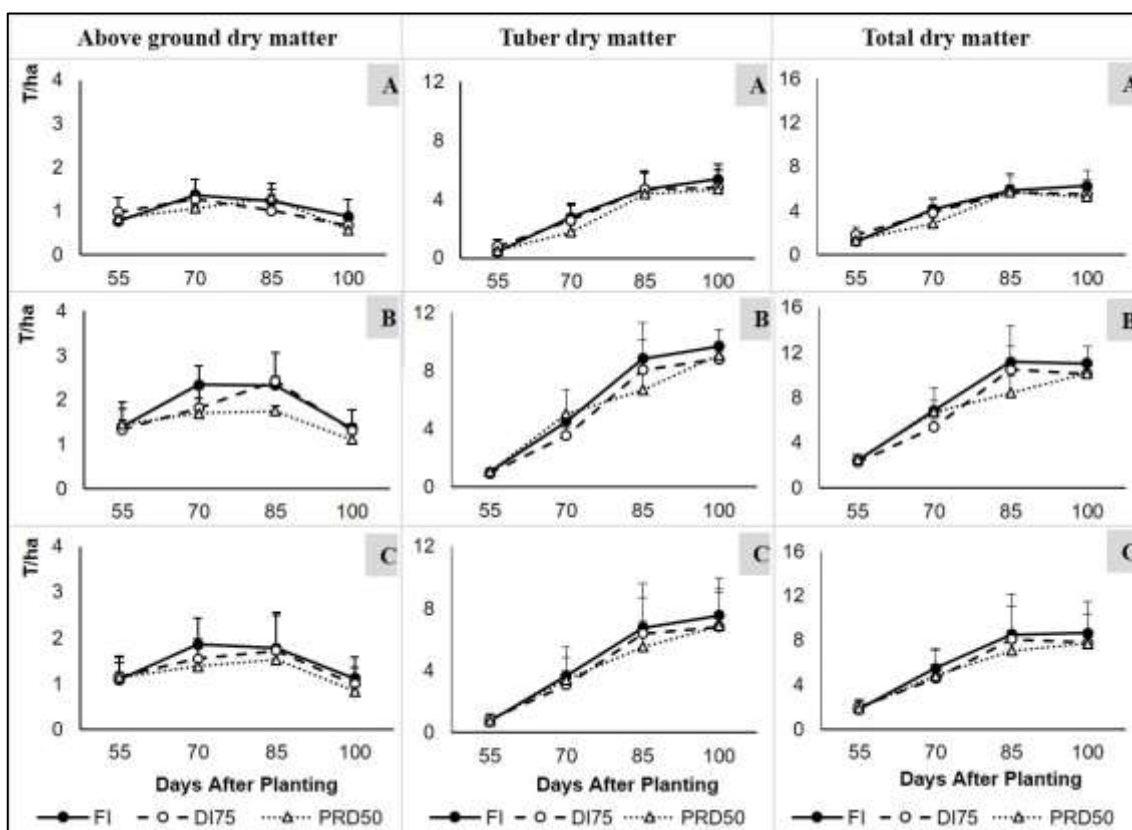 Above ground dry matter Tuber dry matter Total dry matter
T/ha
A A A
4 12 16
3 12
8
2 8
4
1 4
0 0 0
55 70 85 100 55 70 85 100 55 70 85 100
T/ha
B B B
4 12 16
3 12
8
2 8
4
1 4
0 0 0
55 70 85 100 55 70 85 100 55 70 85 100
T/ha
C C C
4 12 16
3 12
8
2 8
4
1 4
0 0 0
55 70 85 100 55 70 85 100 55 70 85 100
Days After Planting Days After Planting Days After Planting
FI DI75 PRD50 FI DI75 PRD50 FI DI75 PRD50